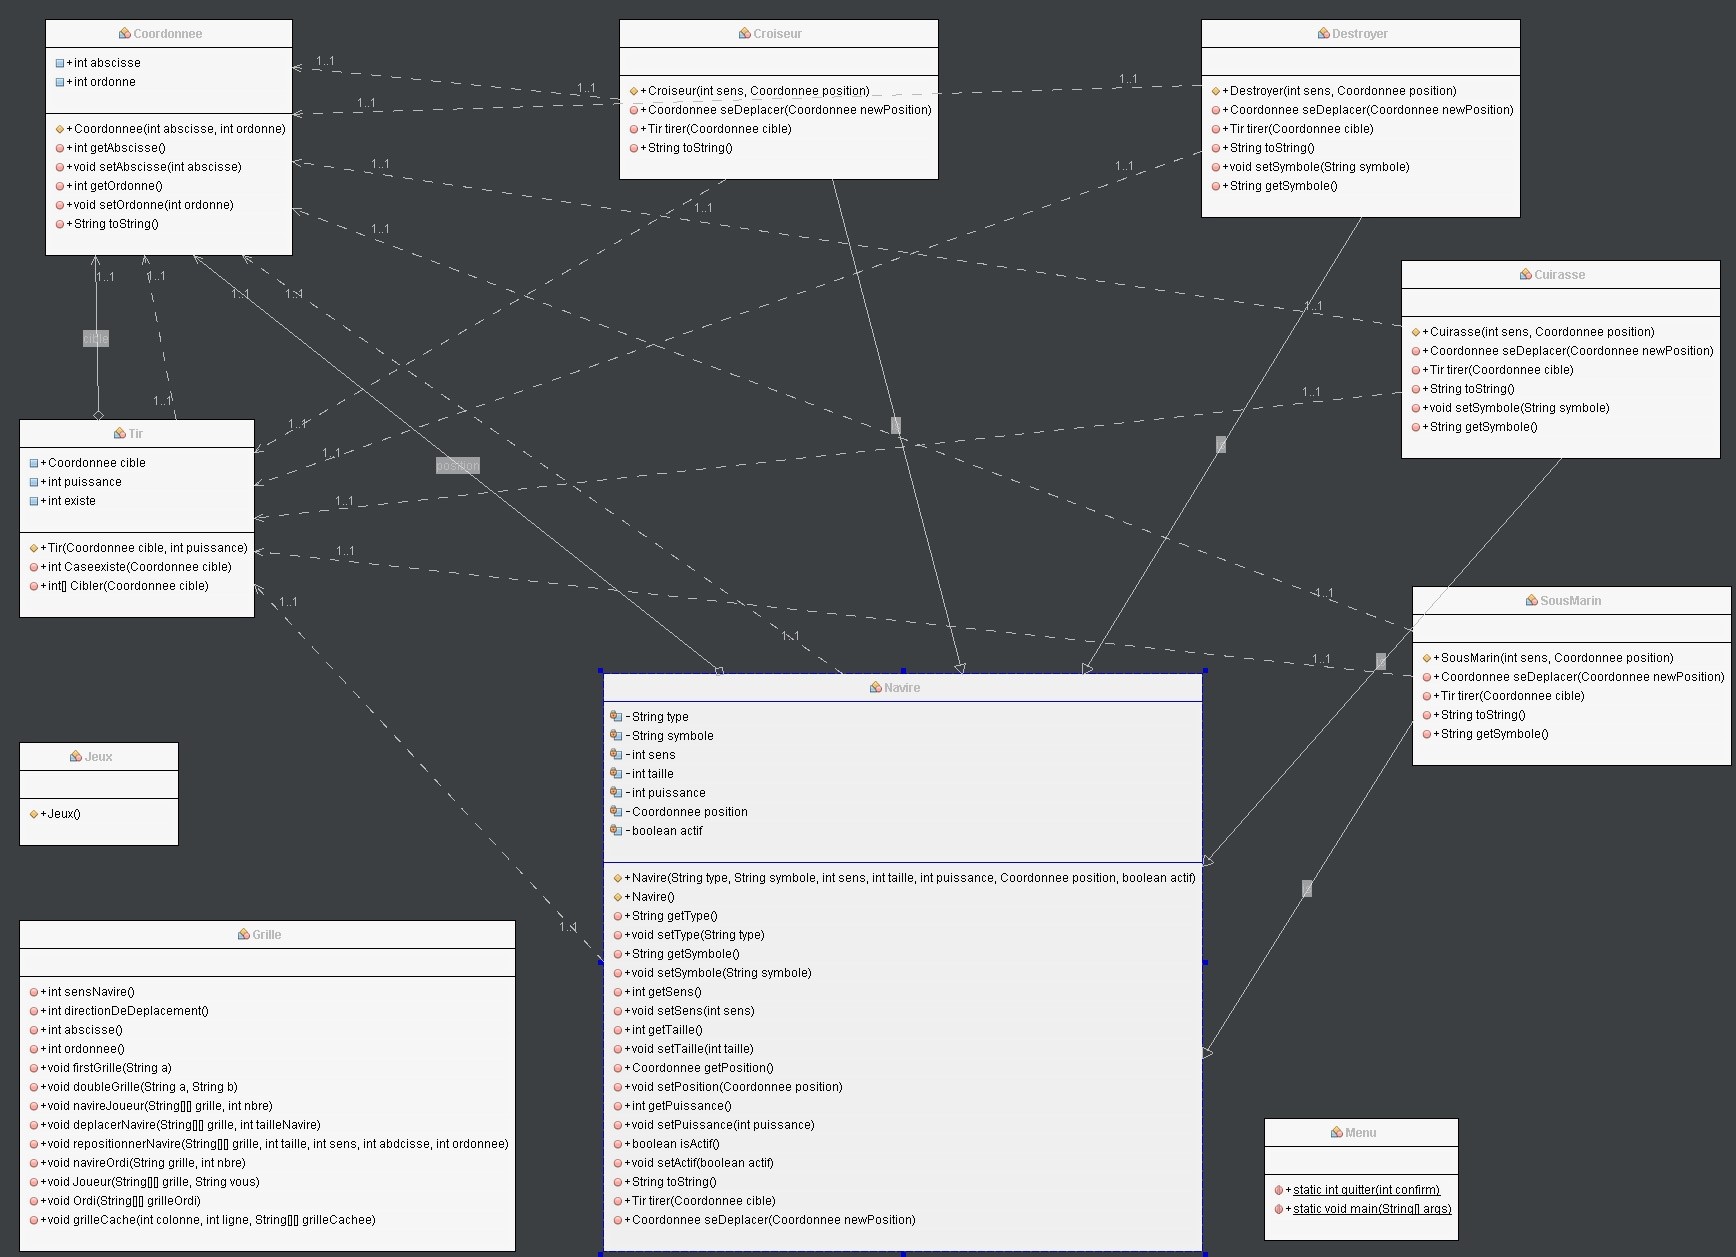 Coordonnee
+int abscisse
+int ordonne
+Coordonnee(int abscisse, int ordonne)
+int getAbscisse()
+void setAbscisse(int abscisse)
+int getOrdonne()
+void setOrdonne(int ordonne)
+String toString()
Croiseur
+Croiseur(int sens, Coordonnee position)
+Coordonnee seDeplacer(Coordonnee newPosition)
+Tir tirer(Coordonnee cible)
+String toString()
Destroyer
+Destroyer(int sens, Coordonnee position)
+Coordonnee seDeplacer(Coordonnee newPosition)
+Tir tirer(Coordonnee cible)
+String toString()
+void setSymbole(String symbole)
+String getSymbole()
Cuirasse
+Cuirasse(int sens, Coordonnee position)
+Coordonnee seDeplacer(Coordonnee newPosition)
+Tir tirer(Coordonnee cible)
+String toString()
+void setSymbole(String symbole)
+String getSymbole()
1..1
1..1
1..1
1..1
1..1
1..1
1..1
1..1
1..1
1..1
1..1
1..1
1..1
cible
1..1
1..1
1..1
1..1
position
1..1
1..1
1..1
1..1
1..1
1..1
1..1
1..1
Tir
+Coordonnee cible
+int puissance
+int existe
+Tir(Coordonnee cible, int puissance)
+int Caseexiste(Coordonnee cible)
+int[] Cibler(Coordonnee cible)
SousMarin
+SousMarin(int sens, Coordonnee position)
+Coordonnee seDeplacer(Coordonnee newPosition)
+Tir tirer(Coordonnee cible)
+String toString()
+String getSymbole()
Navire
-String type
-String symbole
-int sens
-int taille
-int puissance
-Coordonnee position
-boolean actif
+Navire(String type, String symbole, int sens, int taille, int puissance, Coordonnee position, boolean actif)
+Navire()
+String getType()
+void setType(String type)
+String getSymbole()
+void setSymbole(String symbole)
+int getSens()
+void setSens(int sens)
+int getTaille()
+void setTaille(int taille)
+Coordonnee getPosition()
+void setPosition(Coordonnee position)
+int getPuissance()
+void setPuissance(int puissance)
+boolean isActif()
+void setActif(boolean actif)
+String toString()
+Tir tirer(Coordonnee cible)
+Coordonnee seDeplacer(Coordonnee newPosition)
Jeux
+Jeux()
Grille
+int sensNavire()
+int directionDeDeplacement()
+int abscisse()
+int ordonnee()
+void firstGrille(String a)
+void doubleGrille(String a, String b)
+void navireJoueur(String[][] grille, int nbre)
+void deplacerNavire(String[][] grille, int tailleNavire)
+void repositionnerNavire(String[][] grille, int taille, int sens, int abdcisse, int ordonnee)
+void navireOrdi(String grille, int nbre)
+void Joueur(String[][] grille, String vous)
+void Ordi(String[][] grilleOrdi)
+void grilleCache(int colonne, int ligne, String[][] grilleCachee)
Menu
+static int quitter(int confirm)
+static void main(String[] args)